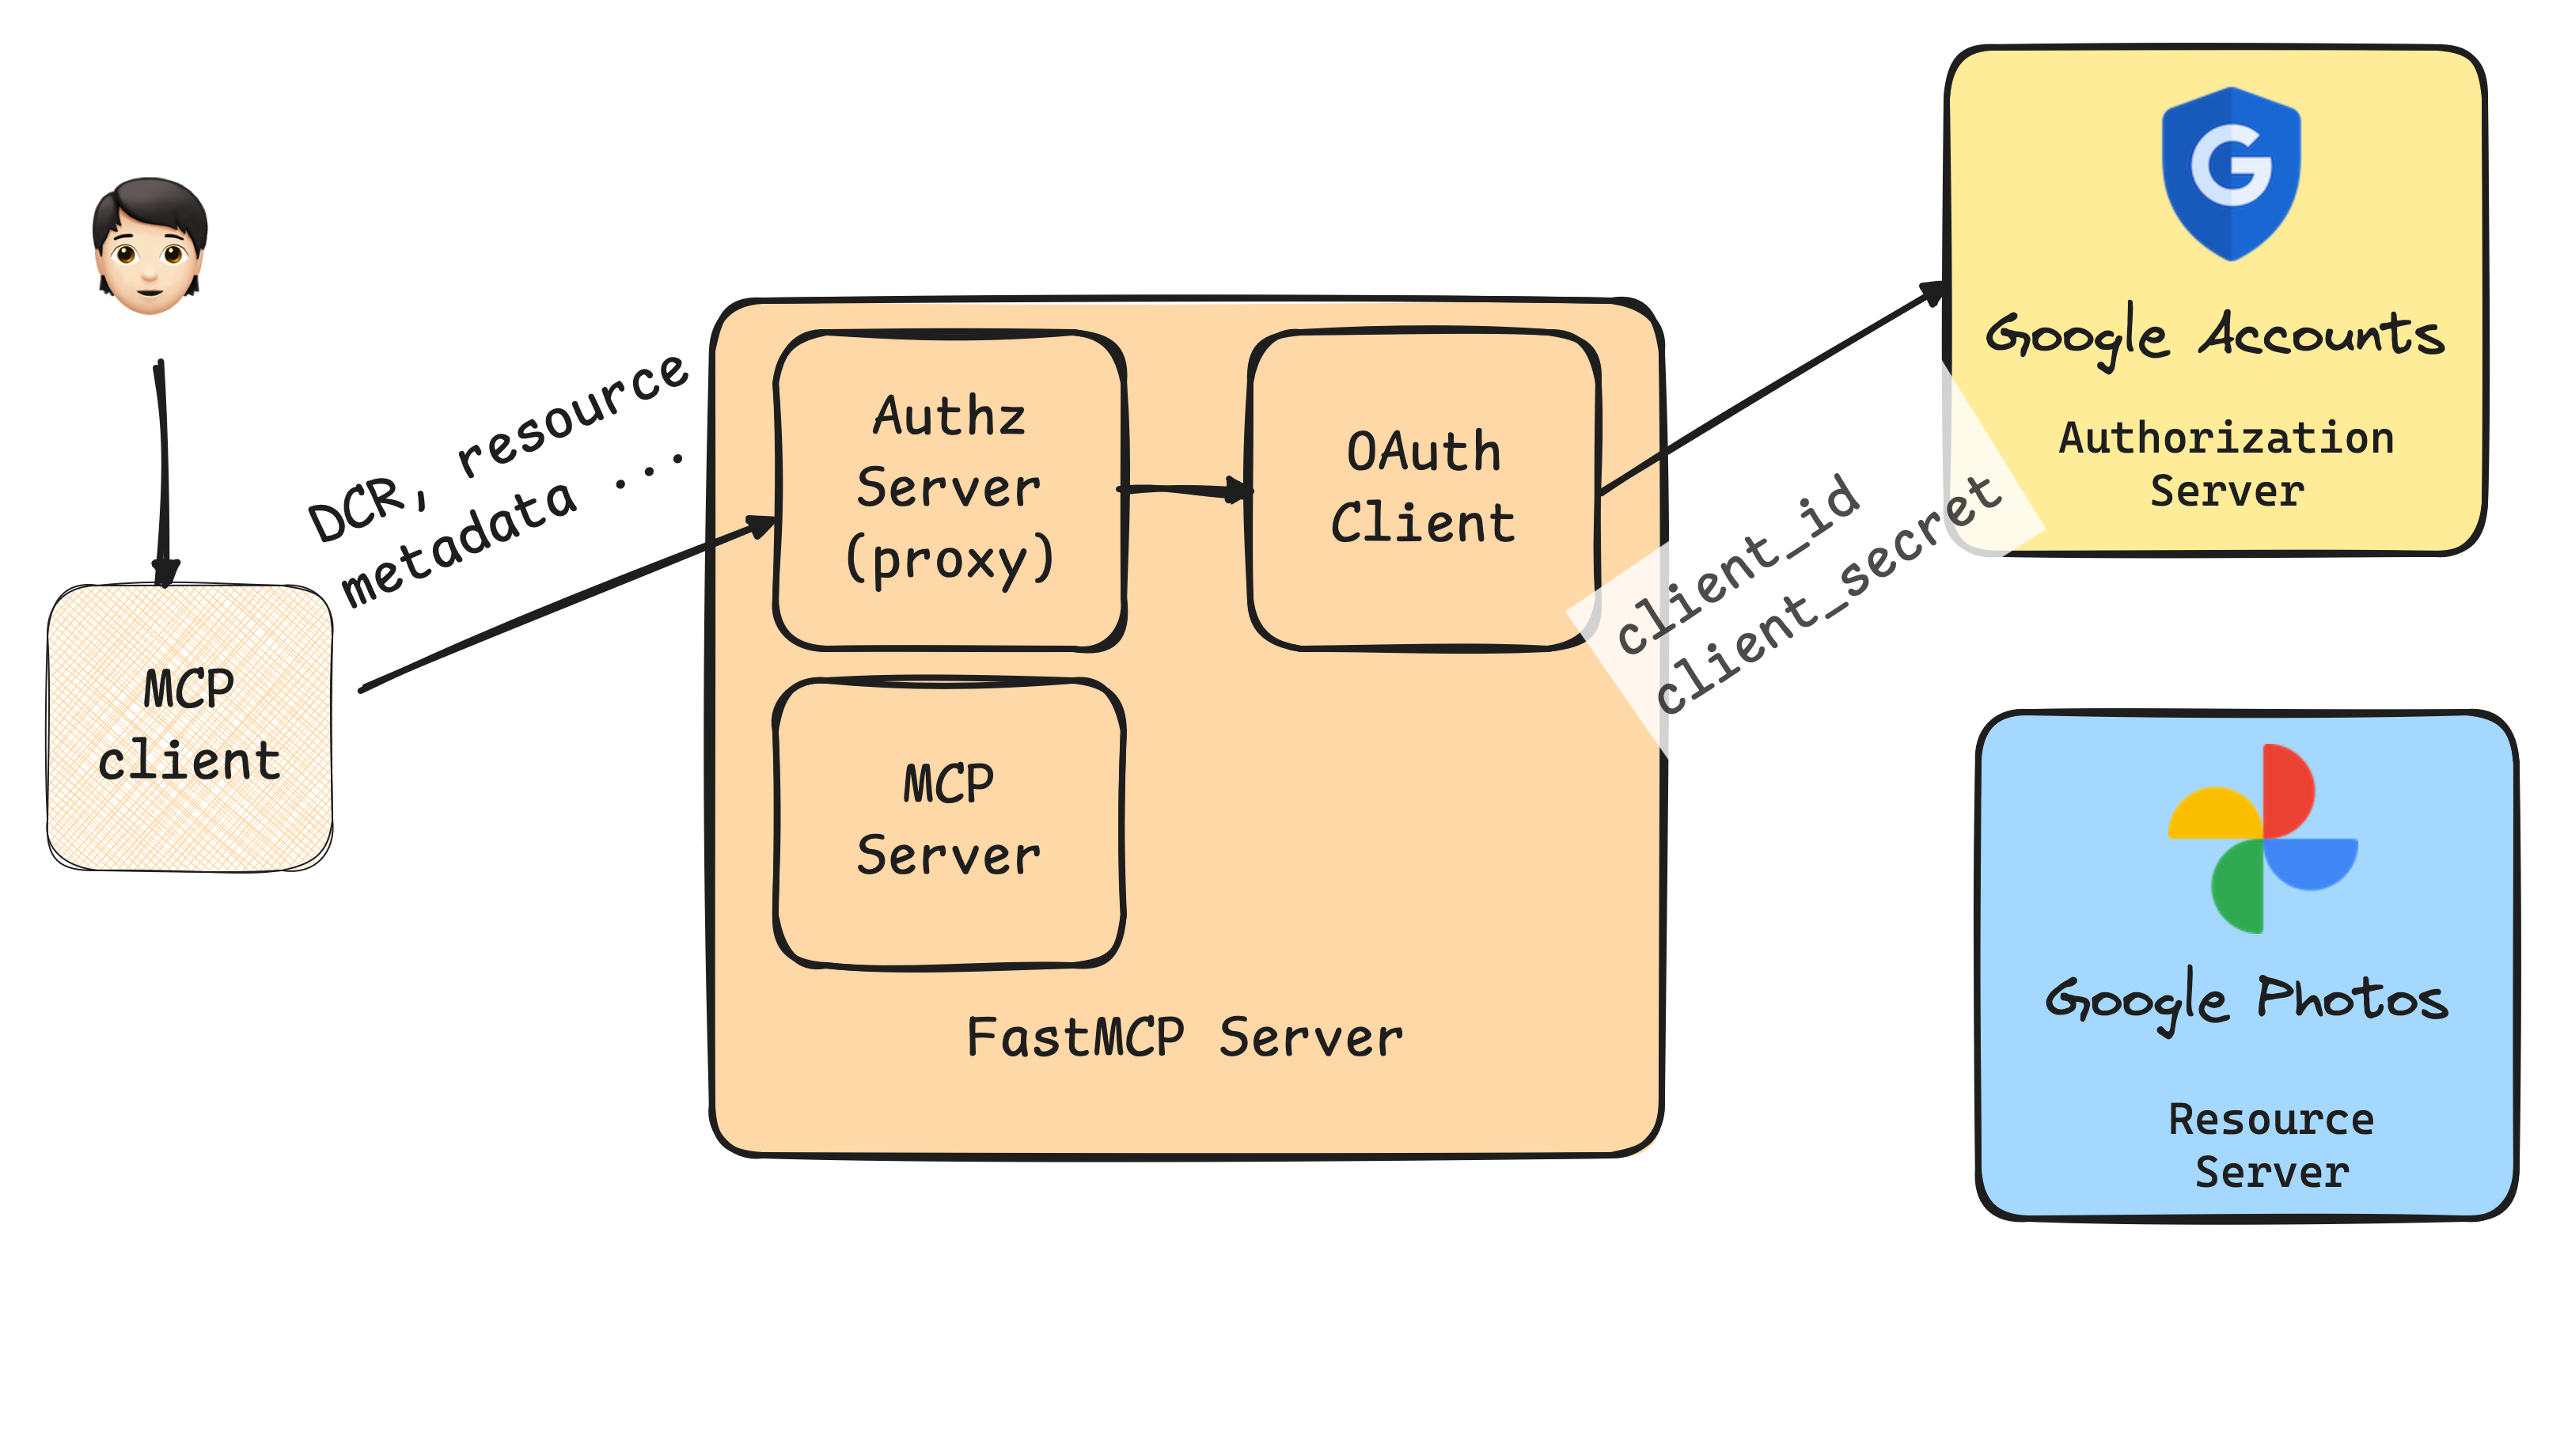 DCR, resource
metadata ...
MCP
client
Authz
Server
(proxy)
OAuth
Client
MCP
Server
FastMCP Server
client_id
client_secret
G
Google Accounts
Authorization
Server
Google Photos
Resource
Server